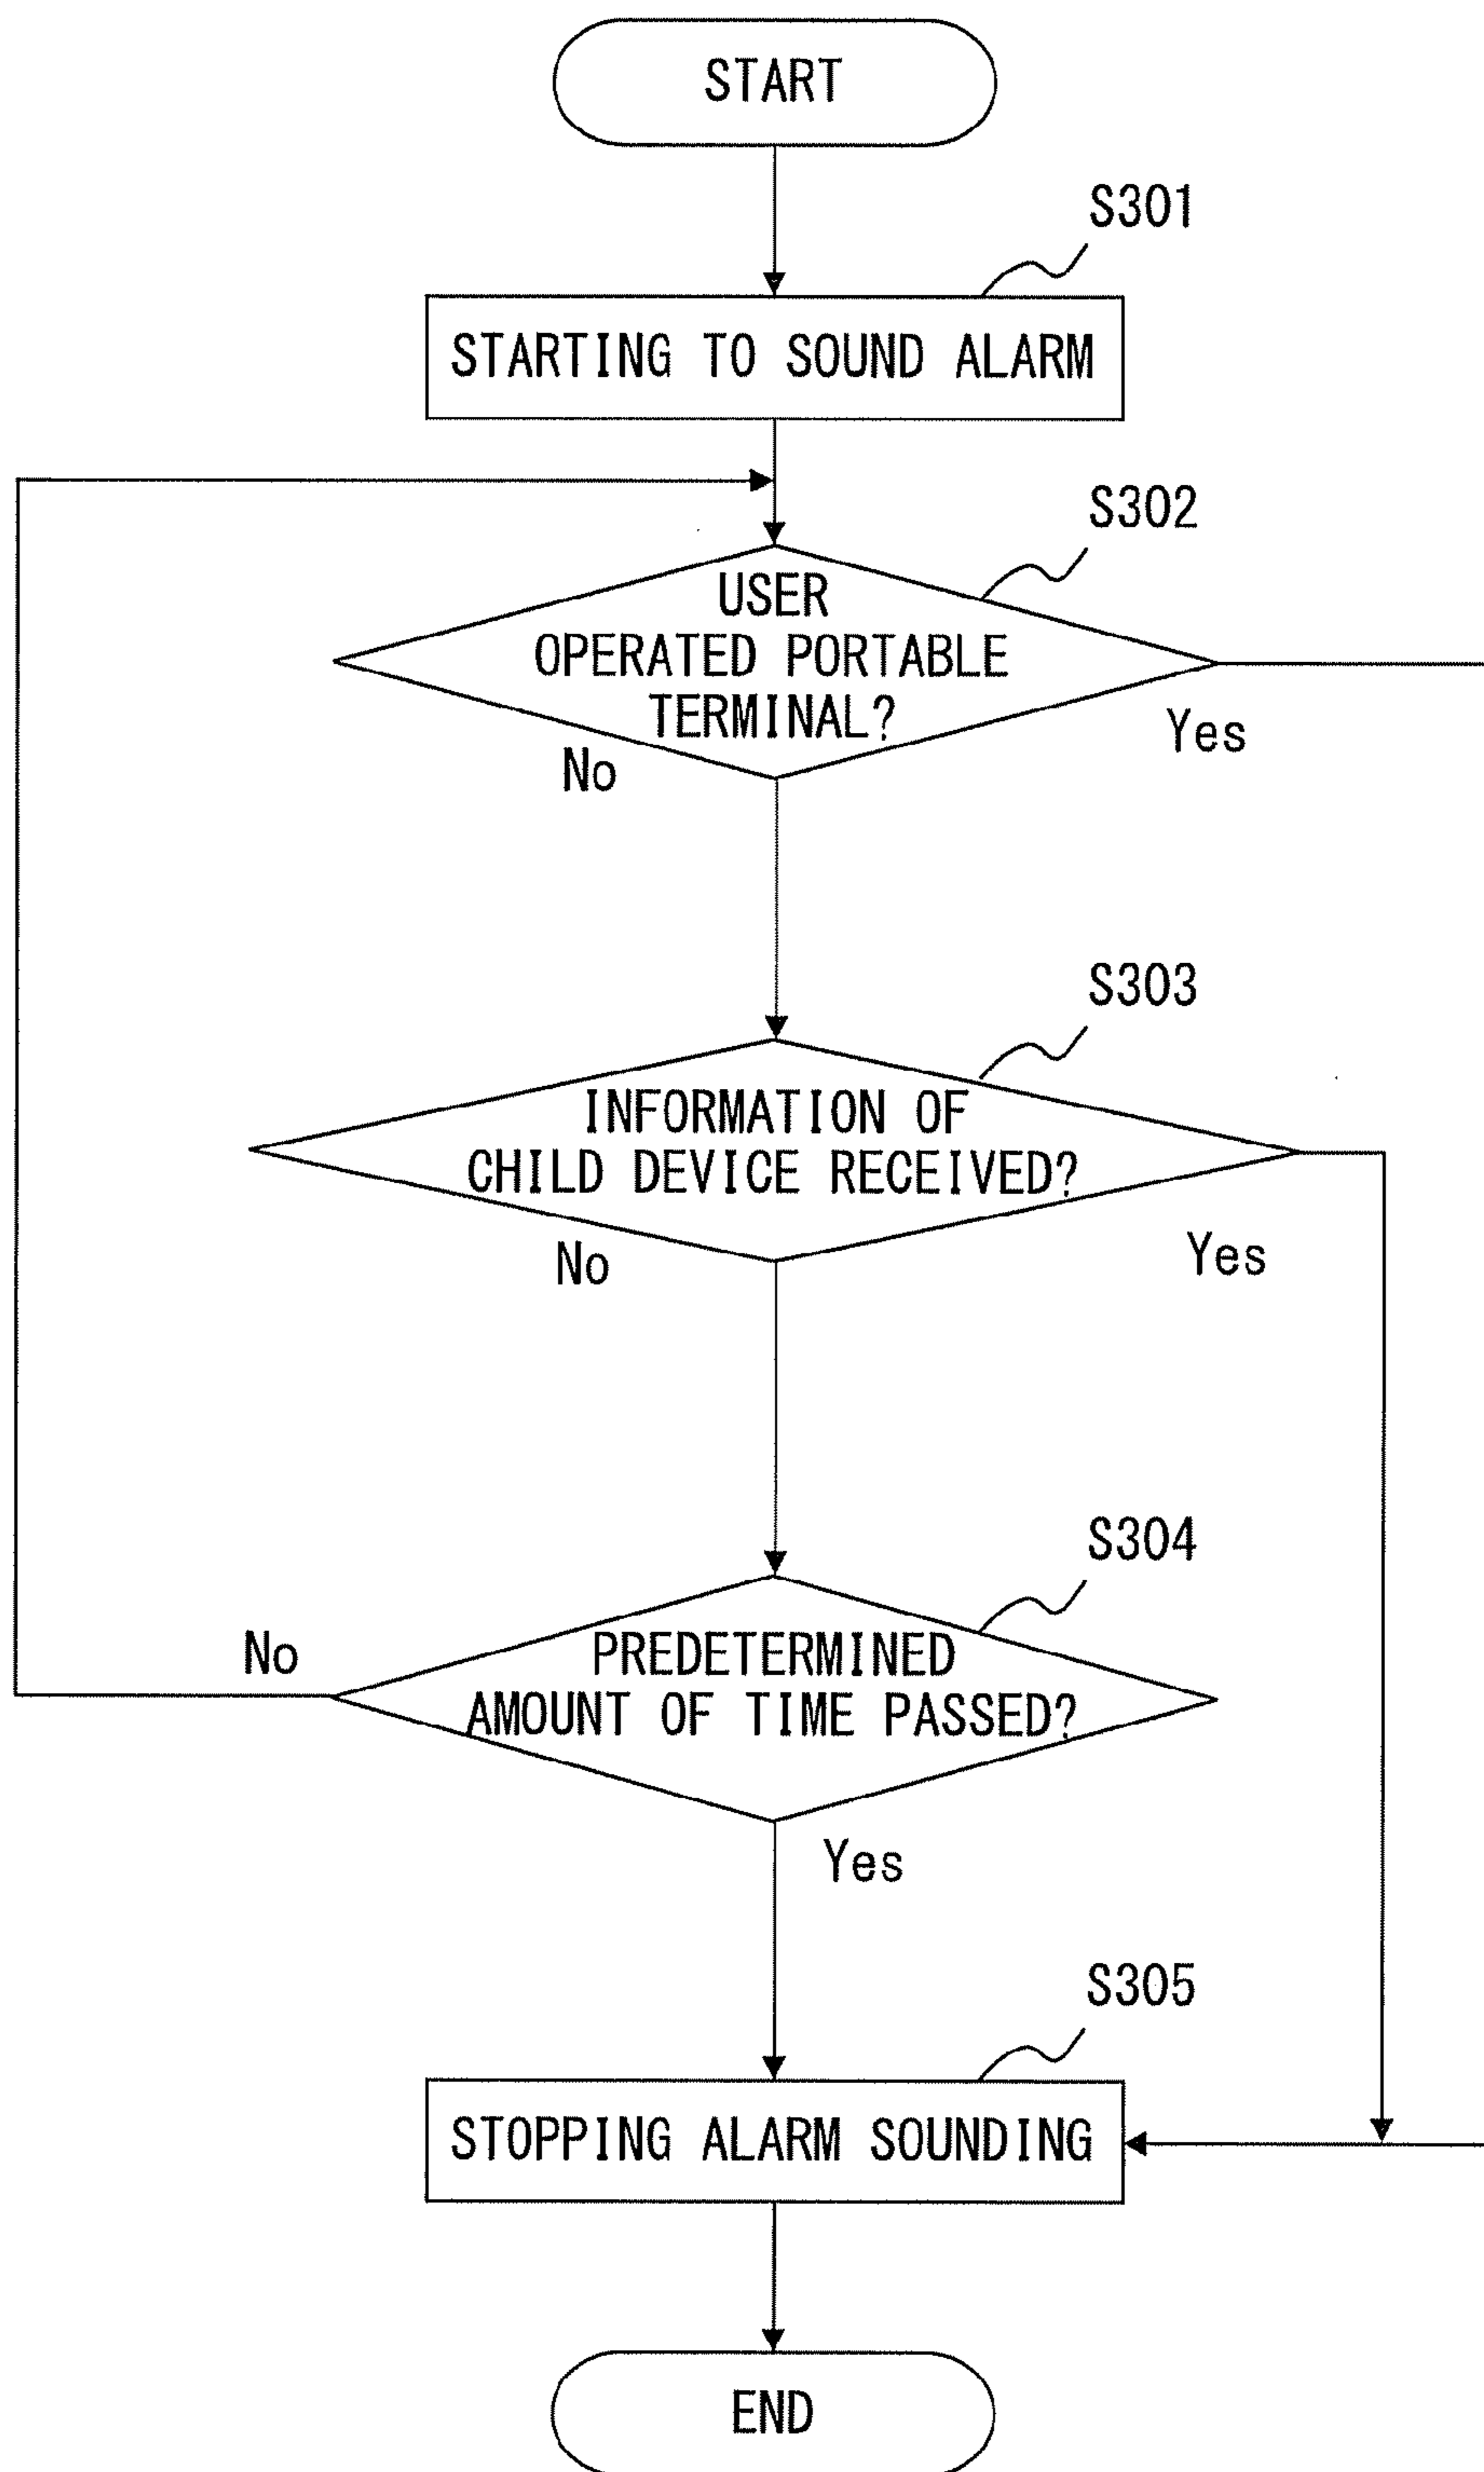 START
S301
STARTING TO SOUND ALARM
S302
USER
OPERATED PORTABLE
TERMINAL?
Yes
No
S303
INFORMATION OF
CHILD DEVICE RECEIVED?
Yes
No
S304
No
PREDETERMINED
AMOUNT OF TIME PASSED?
Yes
S305
STOPPING ALARM SOUNDING
END